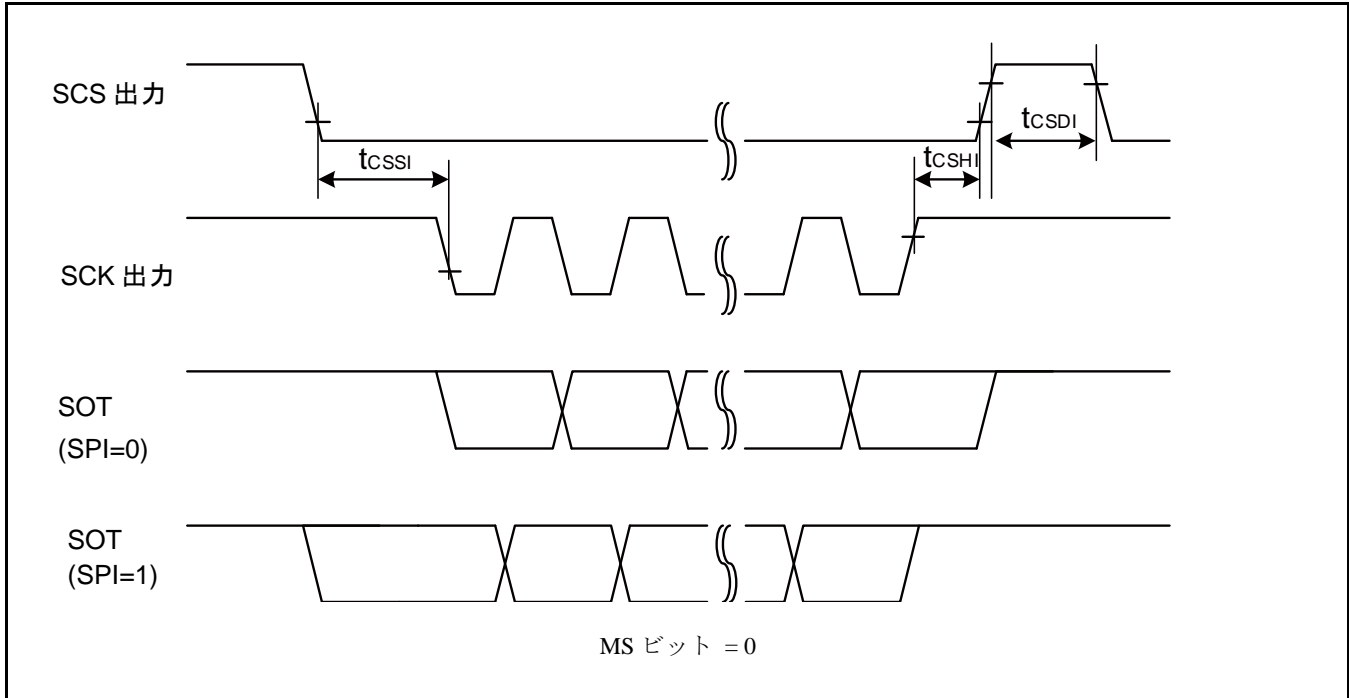 SCS 出力
tCSDI
tCSSI
tCSHI
SCK 出力
SOT
(SPI=0)
SOT
(SPI=1)
MS ビット = 0